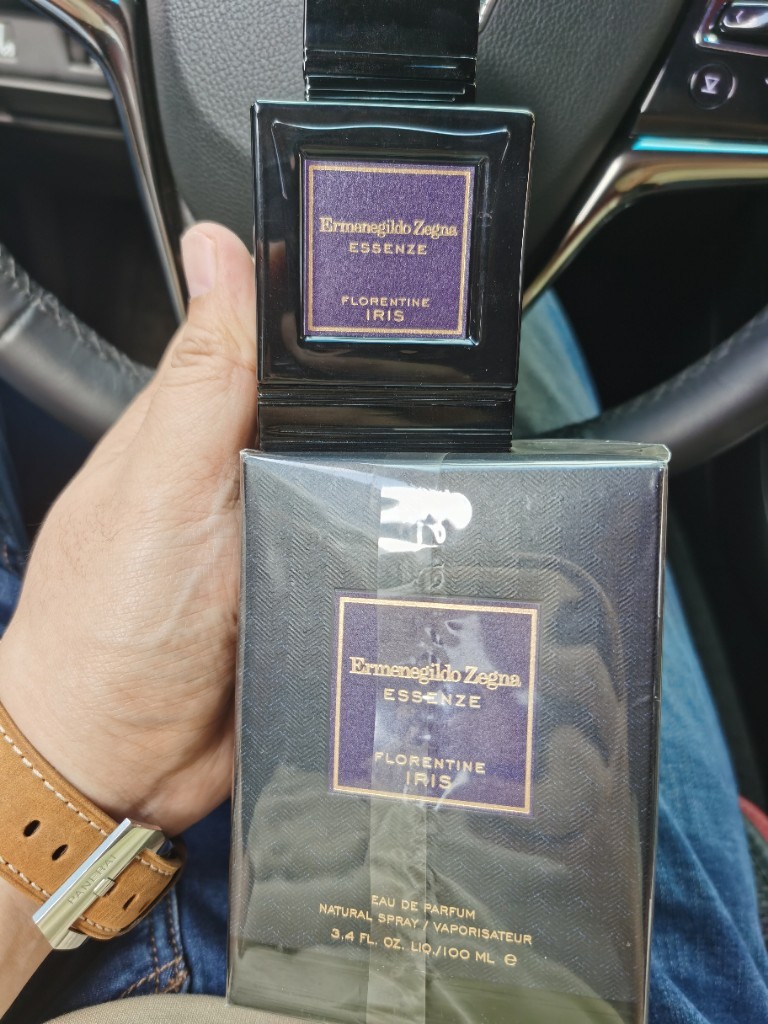 Ermenegildo Zegna
ESSENZE
FLORENTINE
IRIS
Ermenegildo Zegna
ESSENZE
FLORENTINE
IRIS
EAU DE PARFUM
NATURAL SPRAY / VAPORISATEUR
3.4 FL. OZ. LIQ./100 ML e
PANERAI